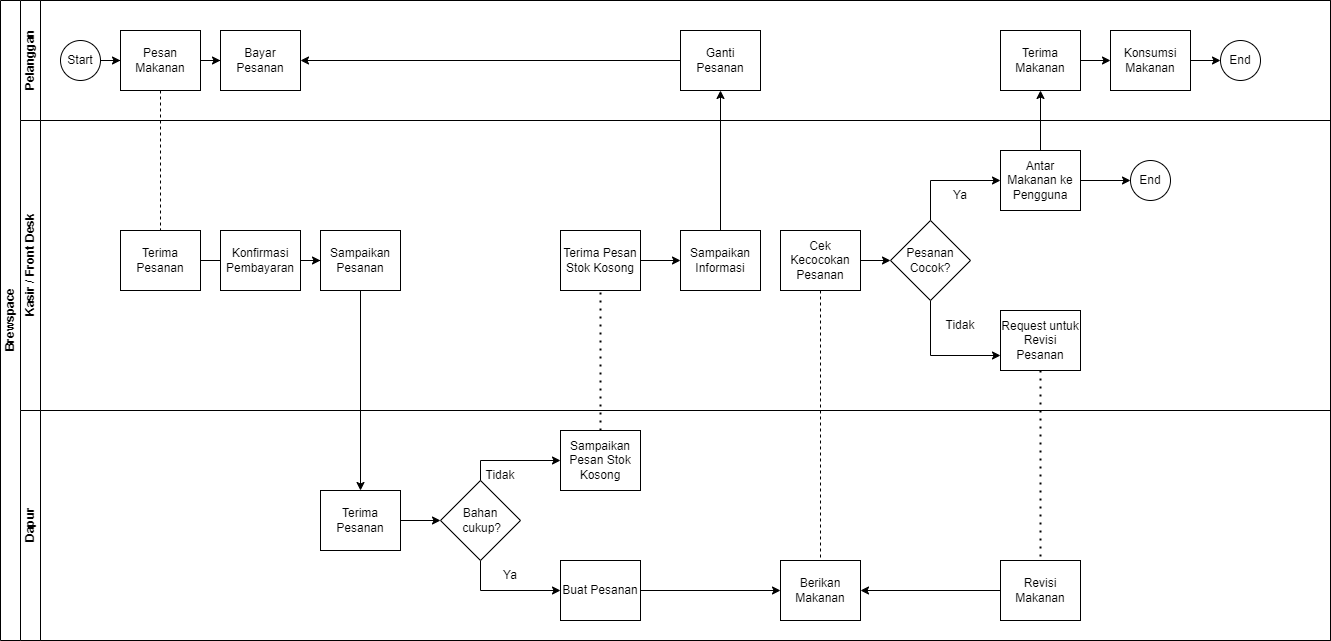 Brewspace
Pelanggan
Start
Pesan
Makanan
Bayar
Pesanan
Ganti
Pesanan
Terima
Makanan
Konsumsi
Makanan
End
Kasir / Front Desk
Terima
Pesanan
Konfirmasi
Pembayaran
Sampaikan
Pesanan
Terima Pesan
Stok Kosong
Sampaikan
Informasi
Cek
Kecocokan
Pesanan
Pesanan
Cocok?
Ya
Antar
Makanan ke
Pengguna
End
Tidak
Request untuk
Revisi
Pesanan
Dapur
Terima
Pesanan
Bahan
cukup?
Tidak
Sampaikan
Pesan Stok
Kosong
Ya
Buat Pesanan
Berikan
Makanan
Revisi
Makanan